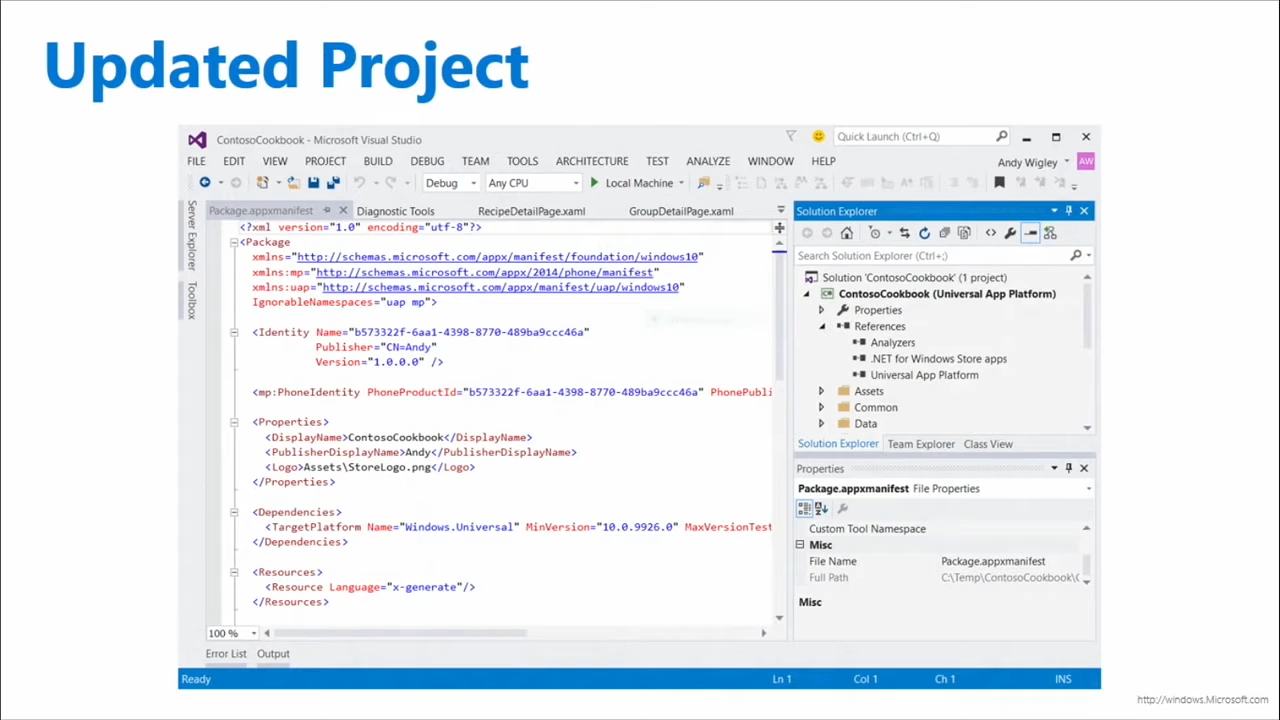 Updated Project
ContosoCookbook - Microsoft Visual Studio
Quick Launch (Ctrl+Q)
FILE EDIT VIEW PROJECT BUILD DEBUG TEAM TOOLS ARCHITECTURE TEST ANALYZE WINDOW HELP
Andy Wigley AW
Debug Any CPU Local Machine
Server Explorer
Toolbox
Package.appxmanifest Diagnostic Tools RecipeDetailPage.xaml GroupDetailPage.xaml
<?xml version="1.0" encoding="utf-8"?>
<Package
xmlns="http://schemas.microsoft.com/appx/manifest/foundation/windows10"
xmlns:mp="http://schemas.microsoft.com/appx/2014/phone/manifest"
xmlns:uap="http://schemas.microsoft.com/appx/manifest/uap/windows10"
IgnorableNamespaces="uap mp">
<Identity Name="b573322f-6aa1-4398-8770-489ba9ccc46a"
Publisher="CN=Andy"
Version="1.0.0.0" />
<mp:PhoneIdentity PhoneProductId="b573322f-6aa1-4398-8770-489ba9ccc46a" PhonePubli
<Properties>
<DisplayName>ContosoCookbook</DisplayName>
<PublisherDisplayName>Andy</PublisherDisplayName>
<Logo>Assets\StoreLogo.png</Logo>
</Properties>
<Dependencies>
<TargetPlatform Name="Windows.Universal" MinVersion="10.0.9926.0" MaxVersionTest
</Dependencies>
<Resources>
<Resource Language="x-generate"/>
</Resources>
100 %
Error List Output
Solution Explorer
Search Solution Explorer (Ctrl+;)
Solution 'ContosoCookbook' (1 project)
ContosoCookbook (Universal App Platform)
Properties
References
Analyzers
.NET for Windows Store apps
Universal App Platform
Assets
Common
Data
Solution Explorer Team Explorer Class View
Properties
Package.appxmanifest File Properties
Custom Tool Namespace
Misc
File Name Package.appxmanifest
Full Path C:\Temp\ContosoCookbook\C
Misc
Ready Ln 1 Col 1 Ch 1 INS
http://windows.Microsoft.com